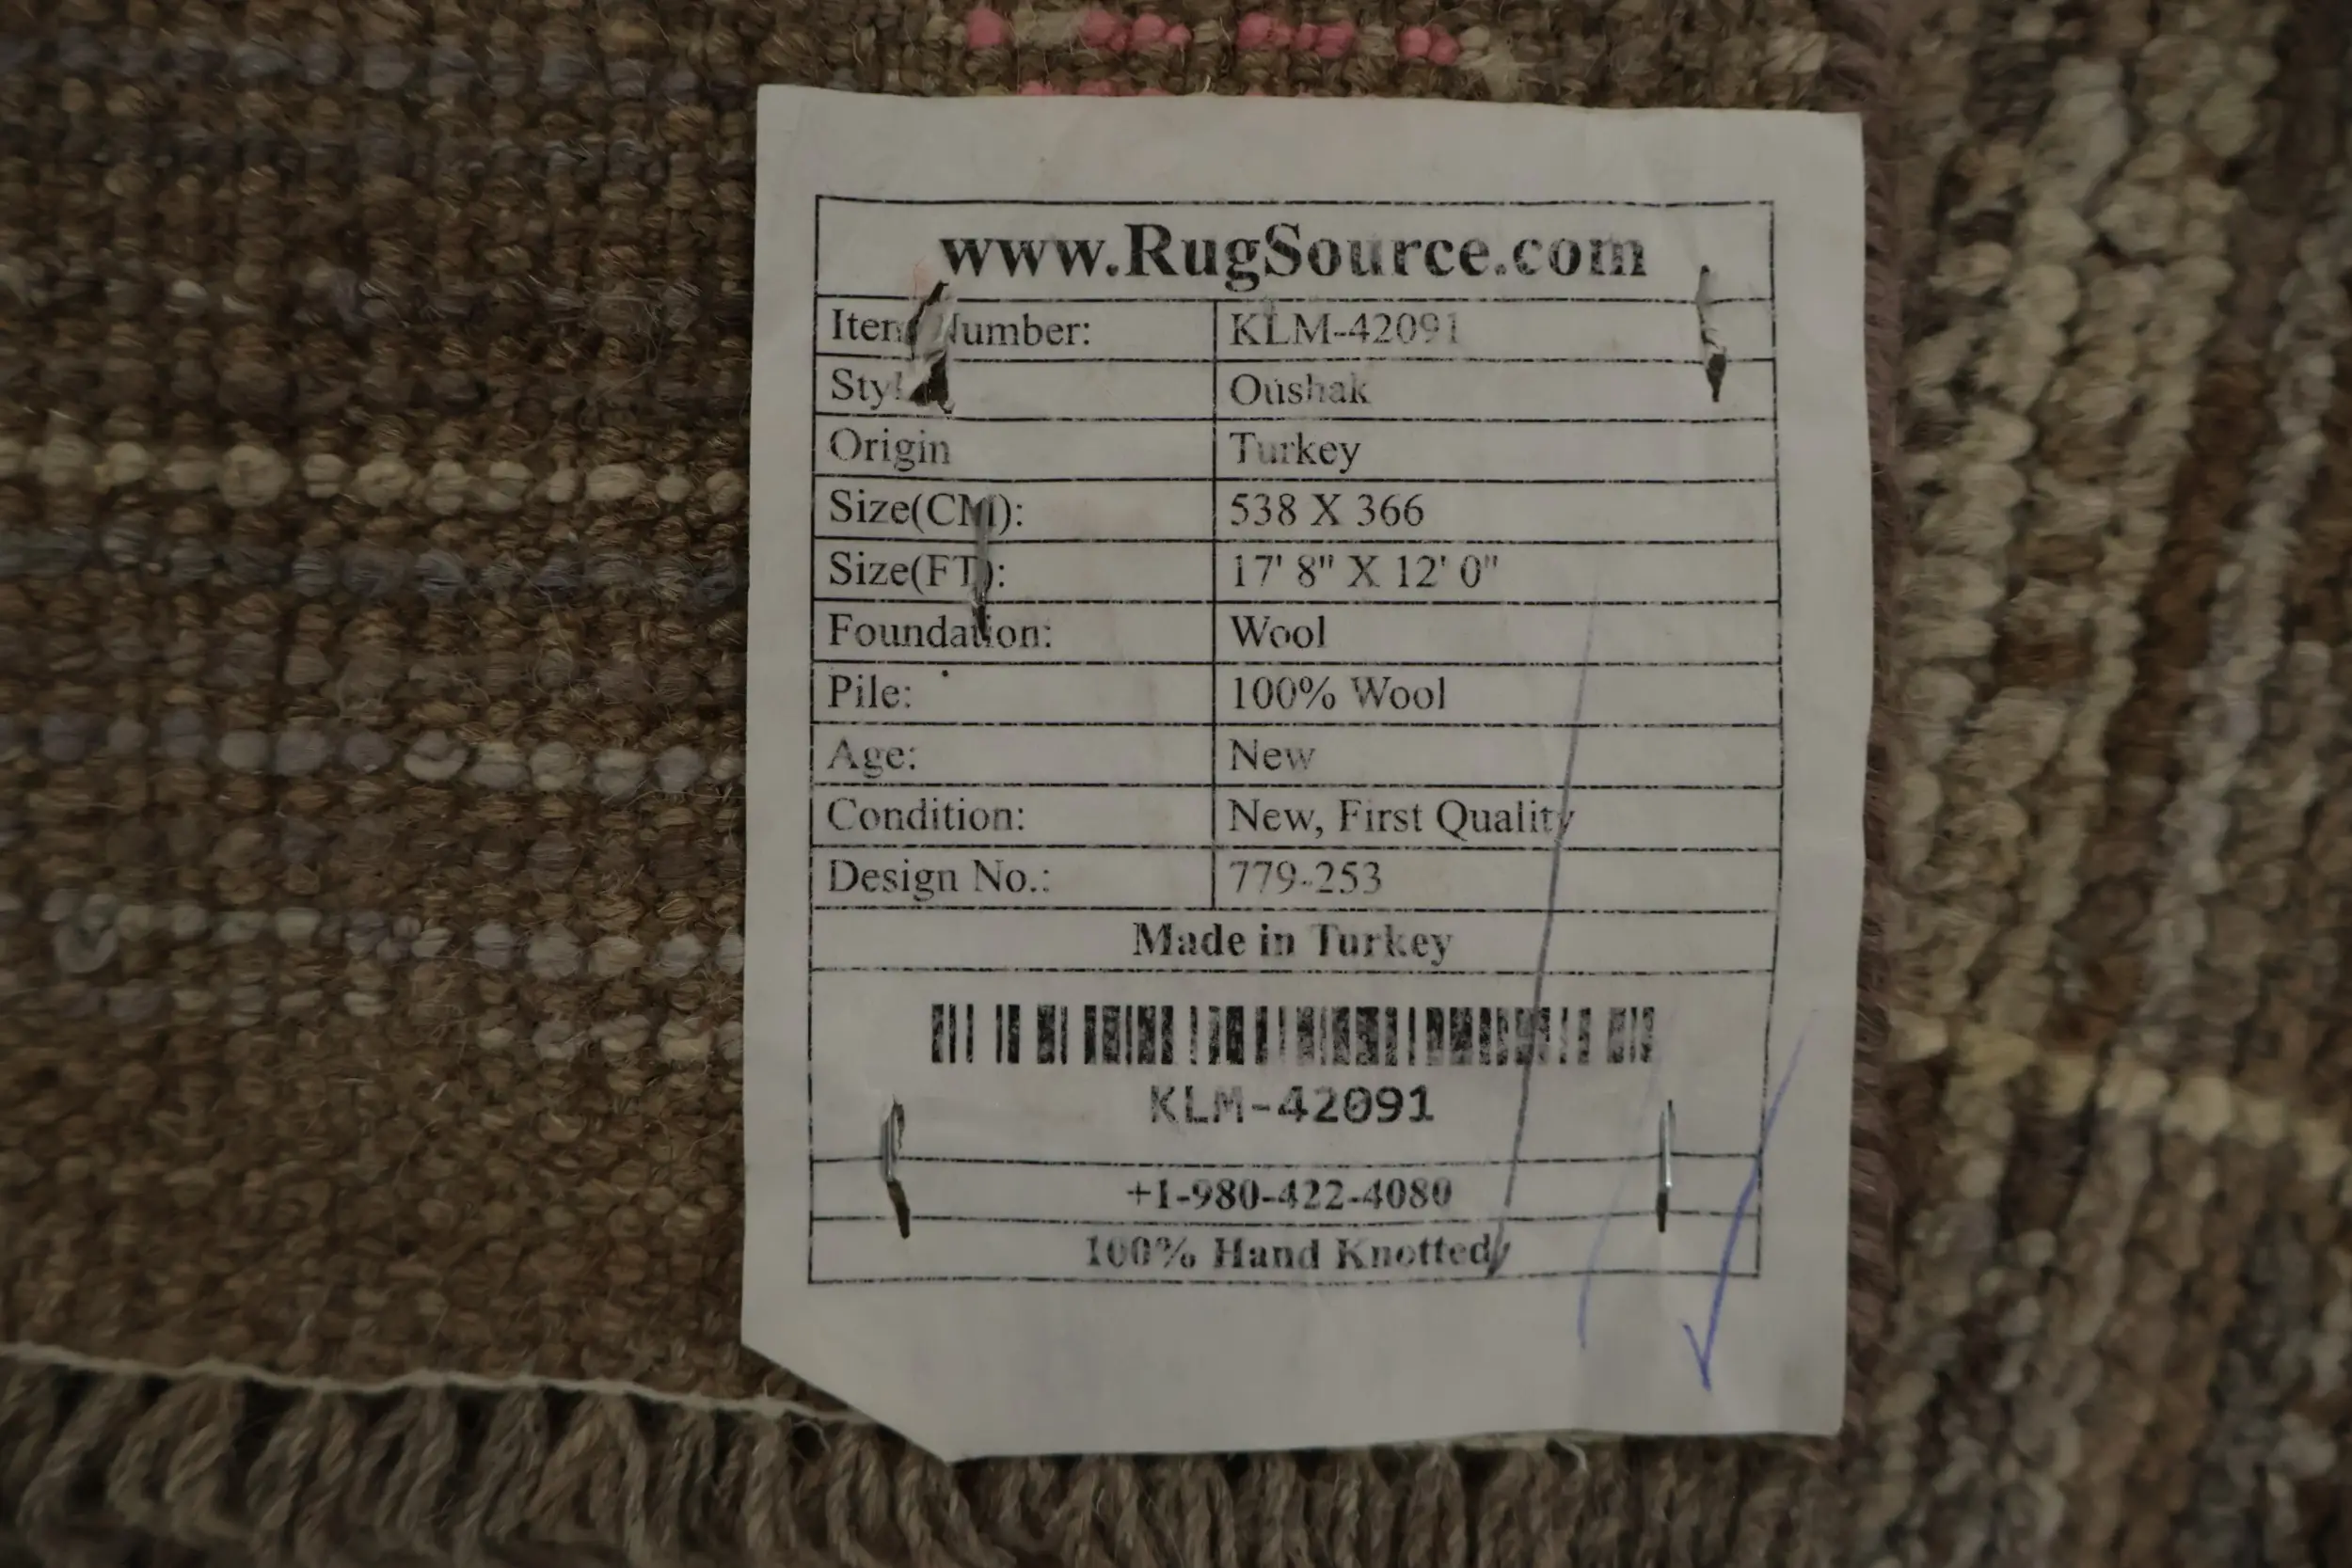 www.RugSource.com
Item Number: KLM-42091
Style Oushak
Origin Turkey
Size(CM): 538 X 366
Size(FT): 17' 8" X 12' 0"
Foundation: Wool
Pile: 100% Wool
Age: New
Condition: New, First Quality
Design No.: 779-253
Made in Turkey
KLM-42091
+1-980-422-4080
100% Hand Knotted